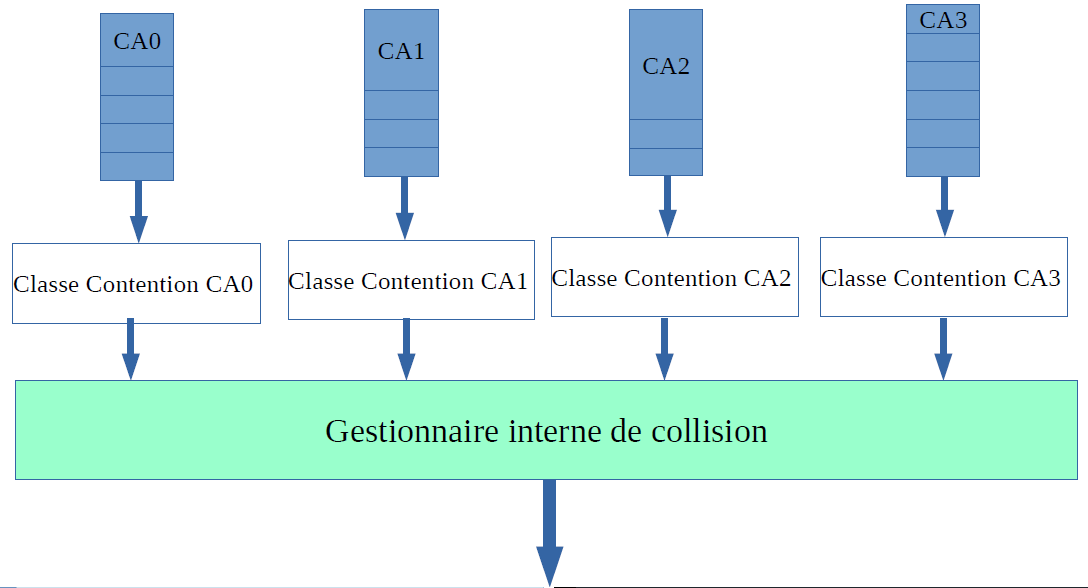 CA0
CA1
CA2
CA3
Classe Contention CA0
Classe Contention CA1
Classe Contention CA2
Classe Contention CA3
Gestionnaire interne de collision